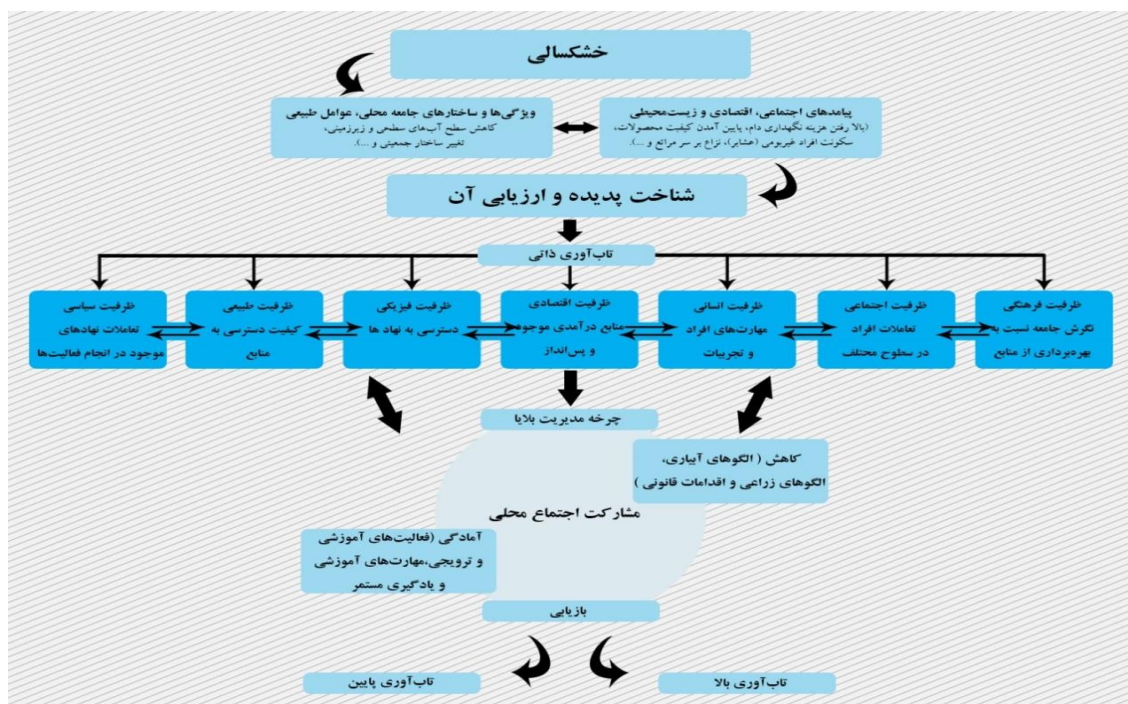 خشکسالی
پیامدهای اجتماعی، اقتصادی و زیست‌محیطی
(بالا رفتن هزینه نگهداری دام، پایین آمدن کیفیت محصولات،
سکونت افراد غیربومی (عشایر)، نزاع بر سر مراتع و ...).
ویژگی‌ها و ساختارهای جامعه محلی، عوامل طبیعی
کاهش سطح آب‌های سطحی و زیرزمینی،
تغییر ساختار جمعیتی و ...).
شناخت پدیده و ارزیابی آن
تاب‌آوری ذاتی
ظرفیت فرهنگی
نگرش جامعه نسبت به
بهره‌برداری از منابع
ظرفیت اجتماعی
تعاملات افراد
در سطوح مختلف
ظرفیت انسانی
مهارت‌های افراد
و تجربیات
ظرفیت اقتصادی
منابع درآمدی موجود
و پس‌انداز
ظرفیت فیزیکی
دسترسی به نهاد ها
ظرفیت طبیعی
کیفیت دسترسی به
منابع
ظرفیت سیاسی
تعاملات نهادهای
موجود در انجام فعالیت‌ها
چرخه مدیریت بلایا
کاهش ( الگوهای آبیاری،
الگوهای زراعی و اقدامات قانونی )
مشارکت اجتماع محلی
آمادگی (فعالیت‌های آموزشی
و ترویجی،مهارت‌های آموزشی
و یادگیری مستمر
بازیابی
تاب‌آوری بالا
تاب‌آوری پایین